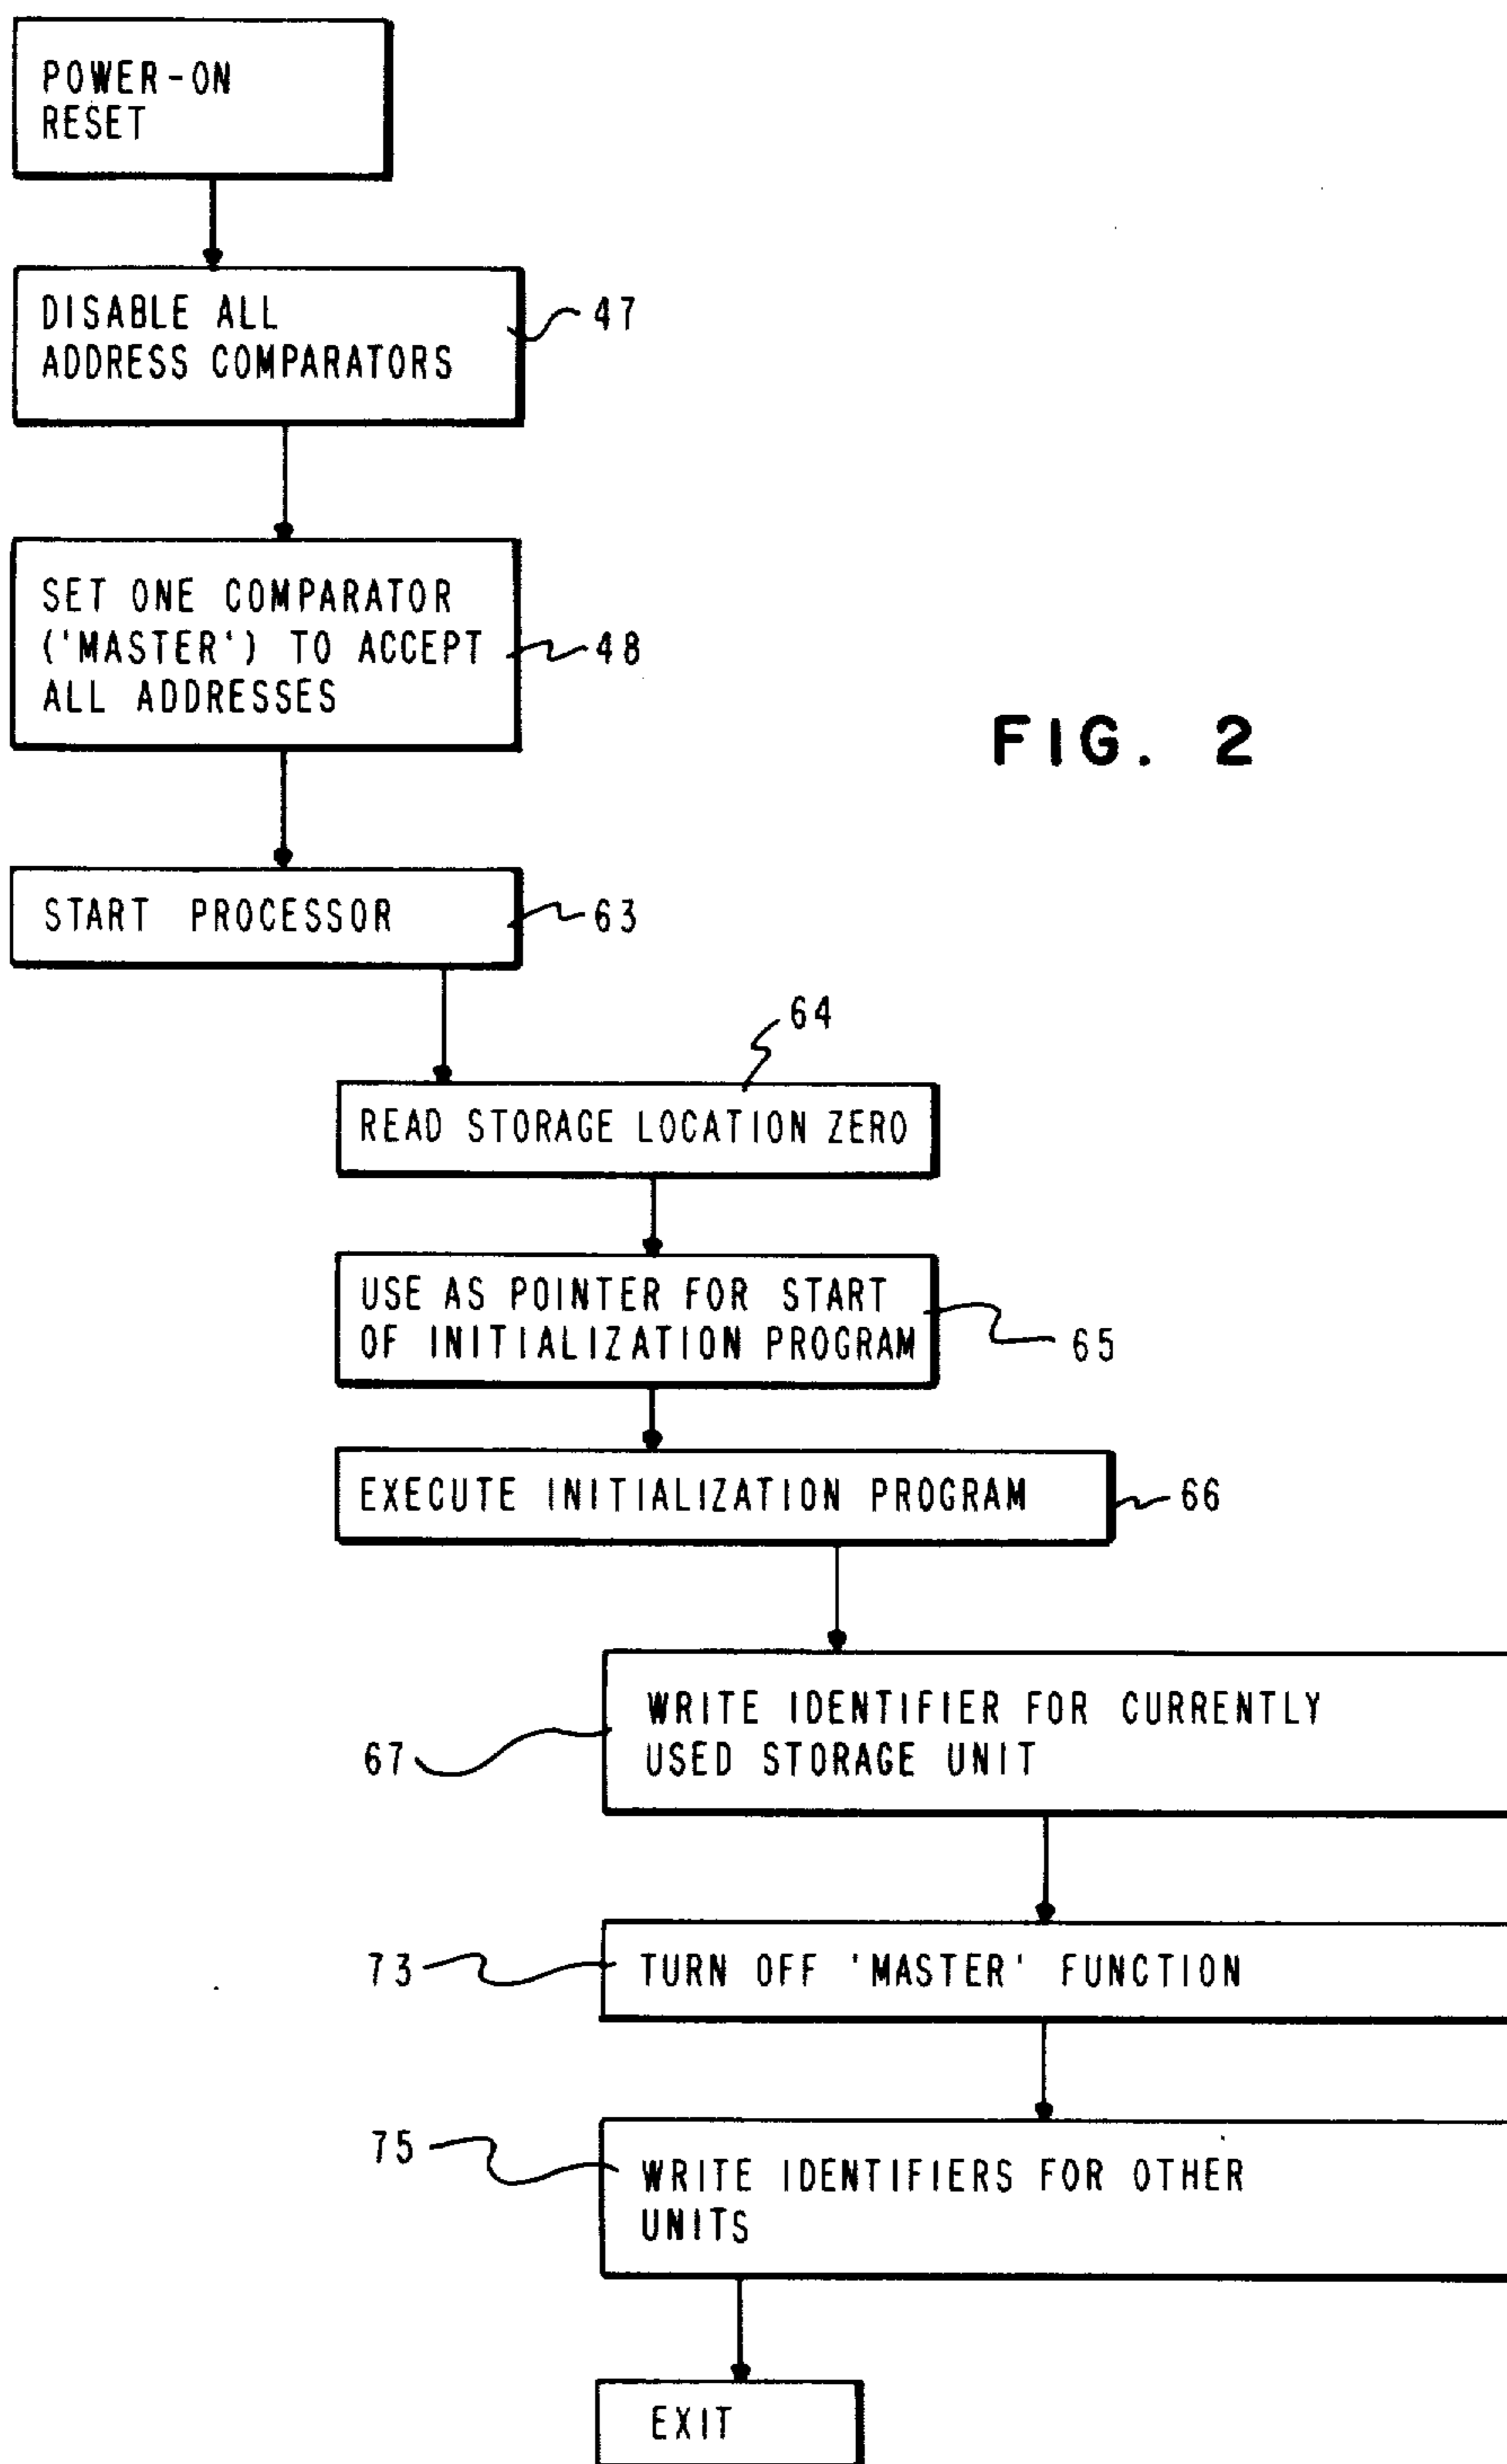 POWER-ON
RESET
DISABLE ALL
ADDRESS COMPARATORS
47
SET ONE COMPARATOR
('MASTER') TO ACCEPT
ALL ADDRESSES
48
FIG. 2
START PROCESSOR
63
64
READ STORAGE LOCATION ZERO
USE AS POINTER FOR START
OF INITIALIZATION PROGRAM
65
EXECUTE INITIALIZATION PROGRAM
66
WRITE IDENTIFIER FOR CURRENTLY
USED STORAGE UNIT
67
73
TURN OFF 'MASTER' FUNCTION
75
WRITE IDENTIFIERS FOR OTHER
UNITS
EXIT